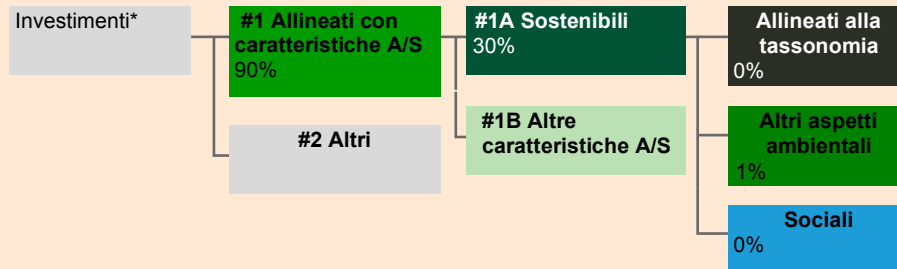 Investimenti*
#1 Allineati con
caratteristiche A/S
90%
#2 Altri
#1A Sostenibili
30%
#1B Altre
caratteristiche A/S
Allineati alla
tassonomia
0%
Altri aspetti
ambientali
1%
Sociali
0%